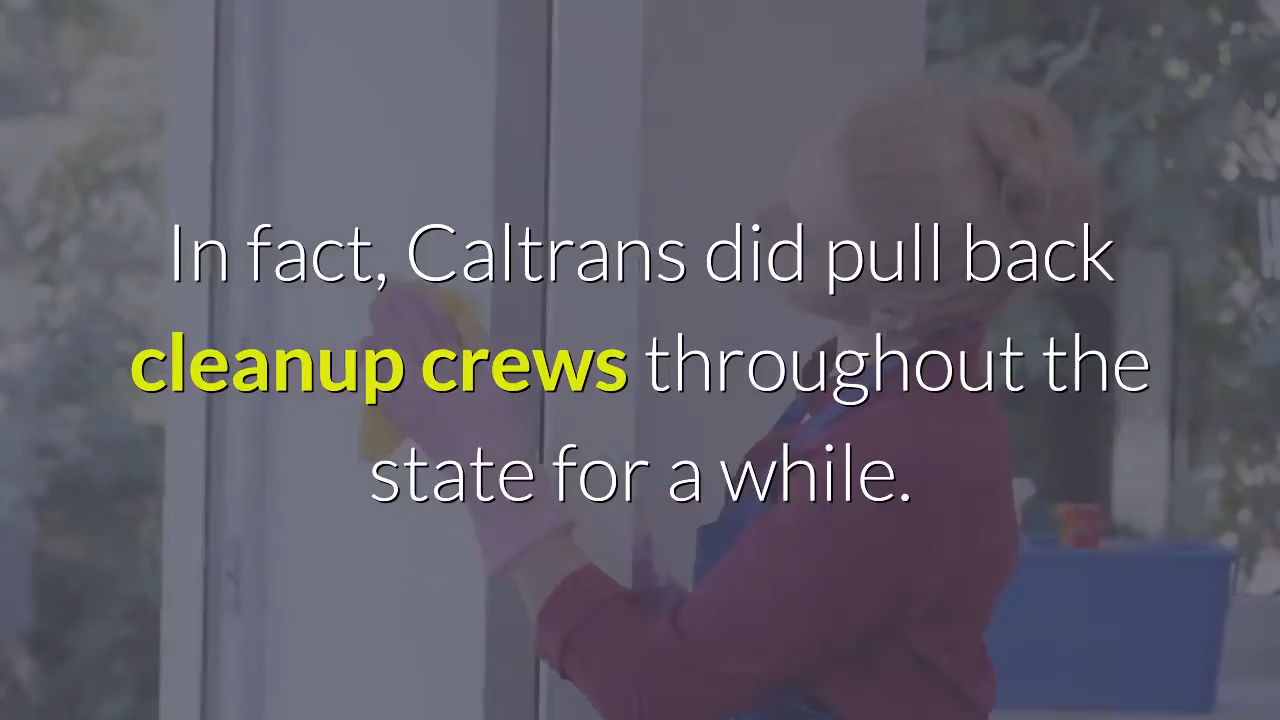 In fact, Caltrans did pull back
cleanup crews throughout the
state for a while.